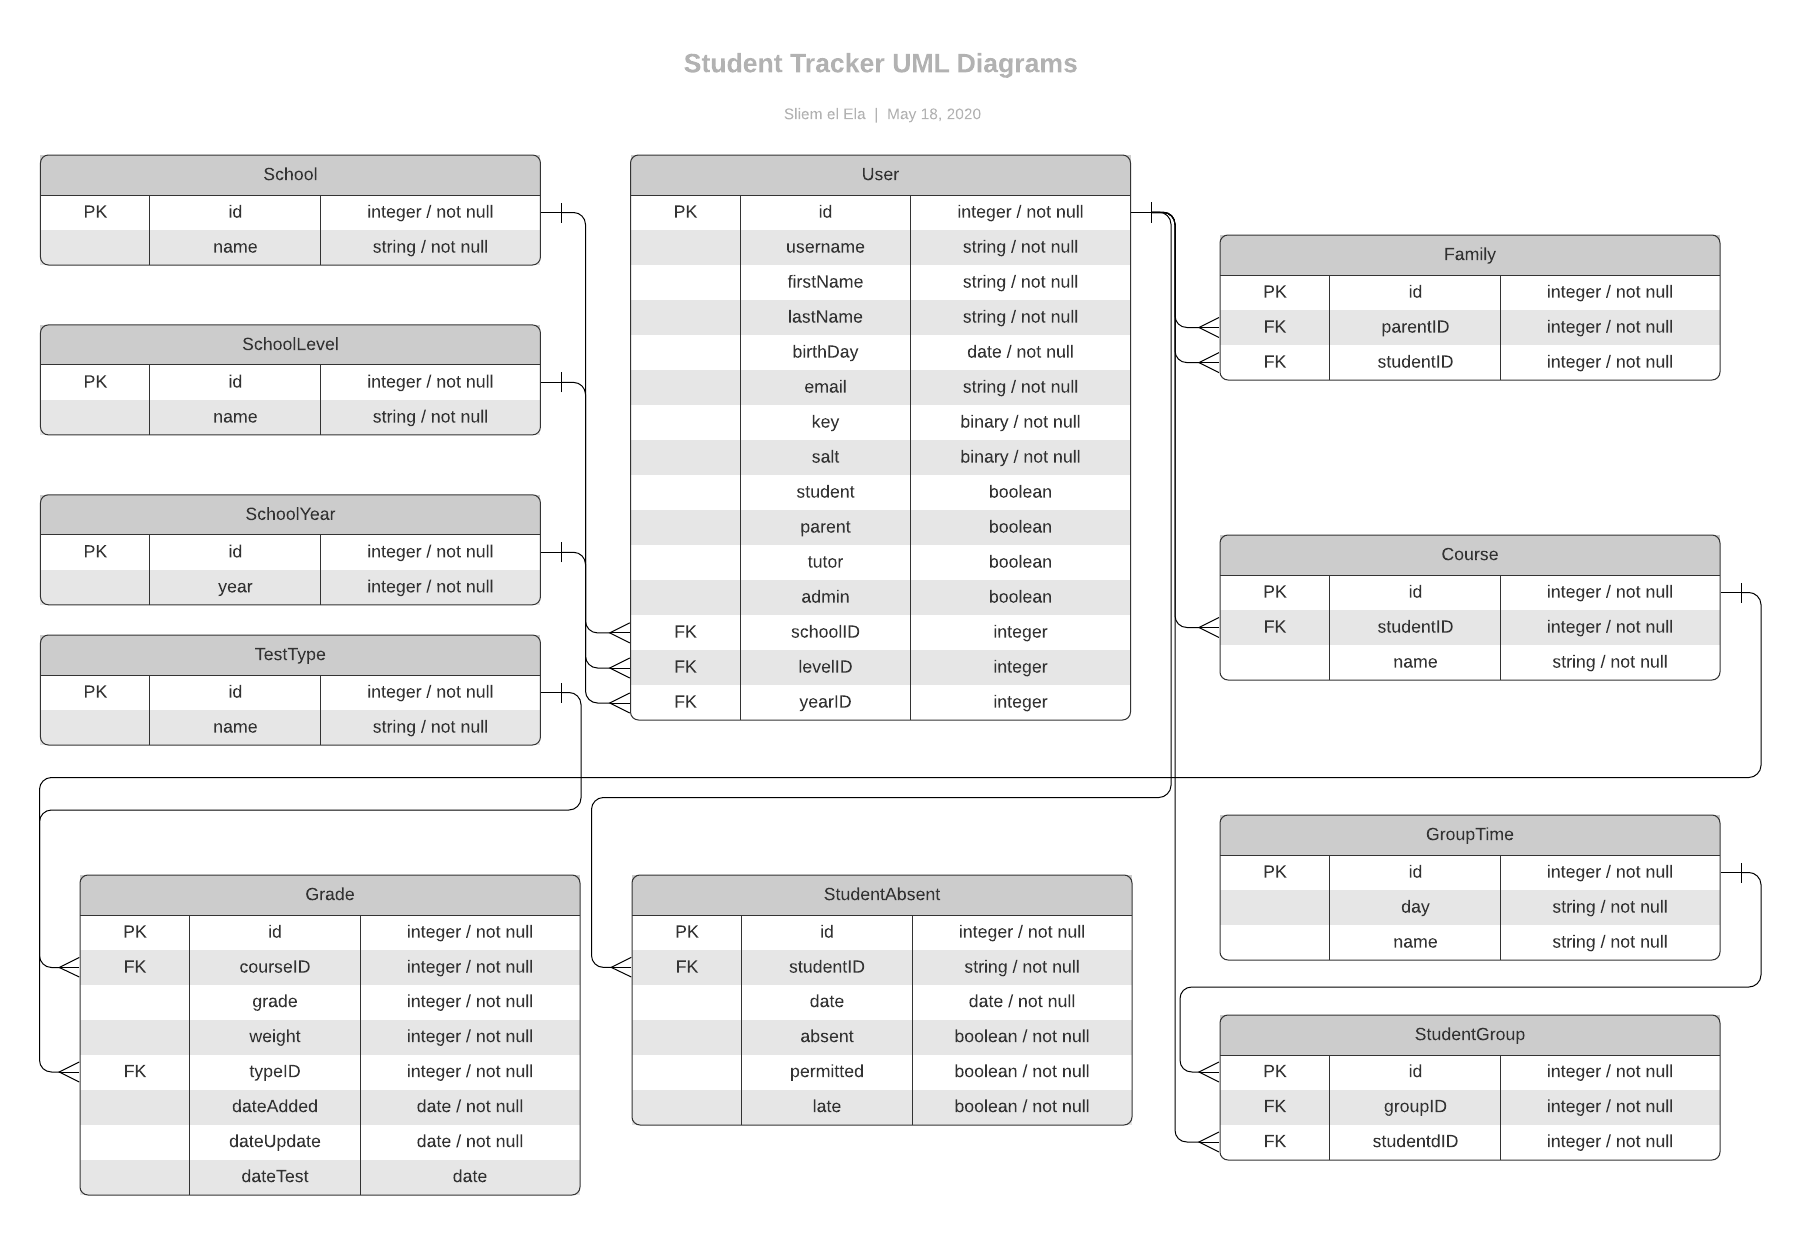 Student Tracker UML Diagrams
Sliem el Ela | May 18, 2020
School
PK id integer / not null
name string / not null
SchoolLevel
PK id integer / not null
name string / not null
SchoolYear
PK id integer / not null
year integer / not null
TestType
PK id integer / not null
name string / not null
User
PK id integer / not null
username string / not null
firstName string / not null
lastName string / not null
birthDay date / not null
email string / not null
key binary / not null
salt binary / not null
student boolean
parent boolean
tutor boolean
admin boolean
FK schoolID integer
FK levelID integer
FK yearID integer
Family
PK id integer / not null
FK parentID integer / not null
FK studentID integer / not null
Course
PK id integer / not null
FK studentID integer / not null
name string / not null
Grade
PK id integer / not null
FK courseID integer / not null
grade integer / not null
weight integer / not null
FK typeID integer / not null
dateAdded date / not null
dateUpdate date / not null
dateTest date
StudentAbsent
PK id integer / not null
FK studentID string / not null
date date / not null
absent boolean / not null
permitted boolean / not null
late boolean / not null
GroupTime
PK id integer / not null
day string / not null
name string / not null
StudentGroup
PK id integer / not null
FK groupID integer / not null
FK studentdID integer / not null